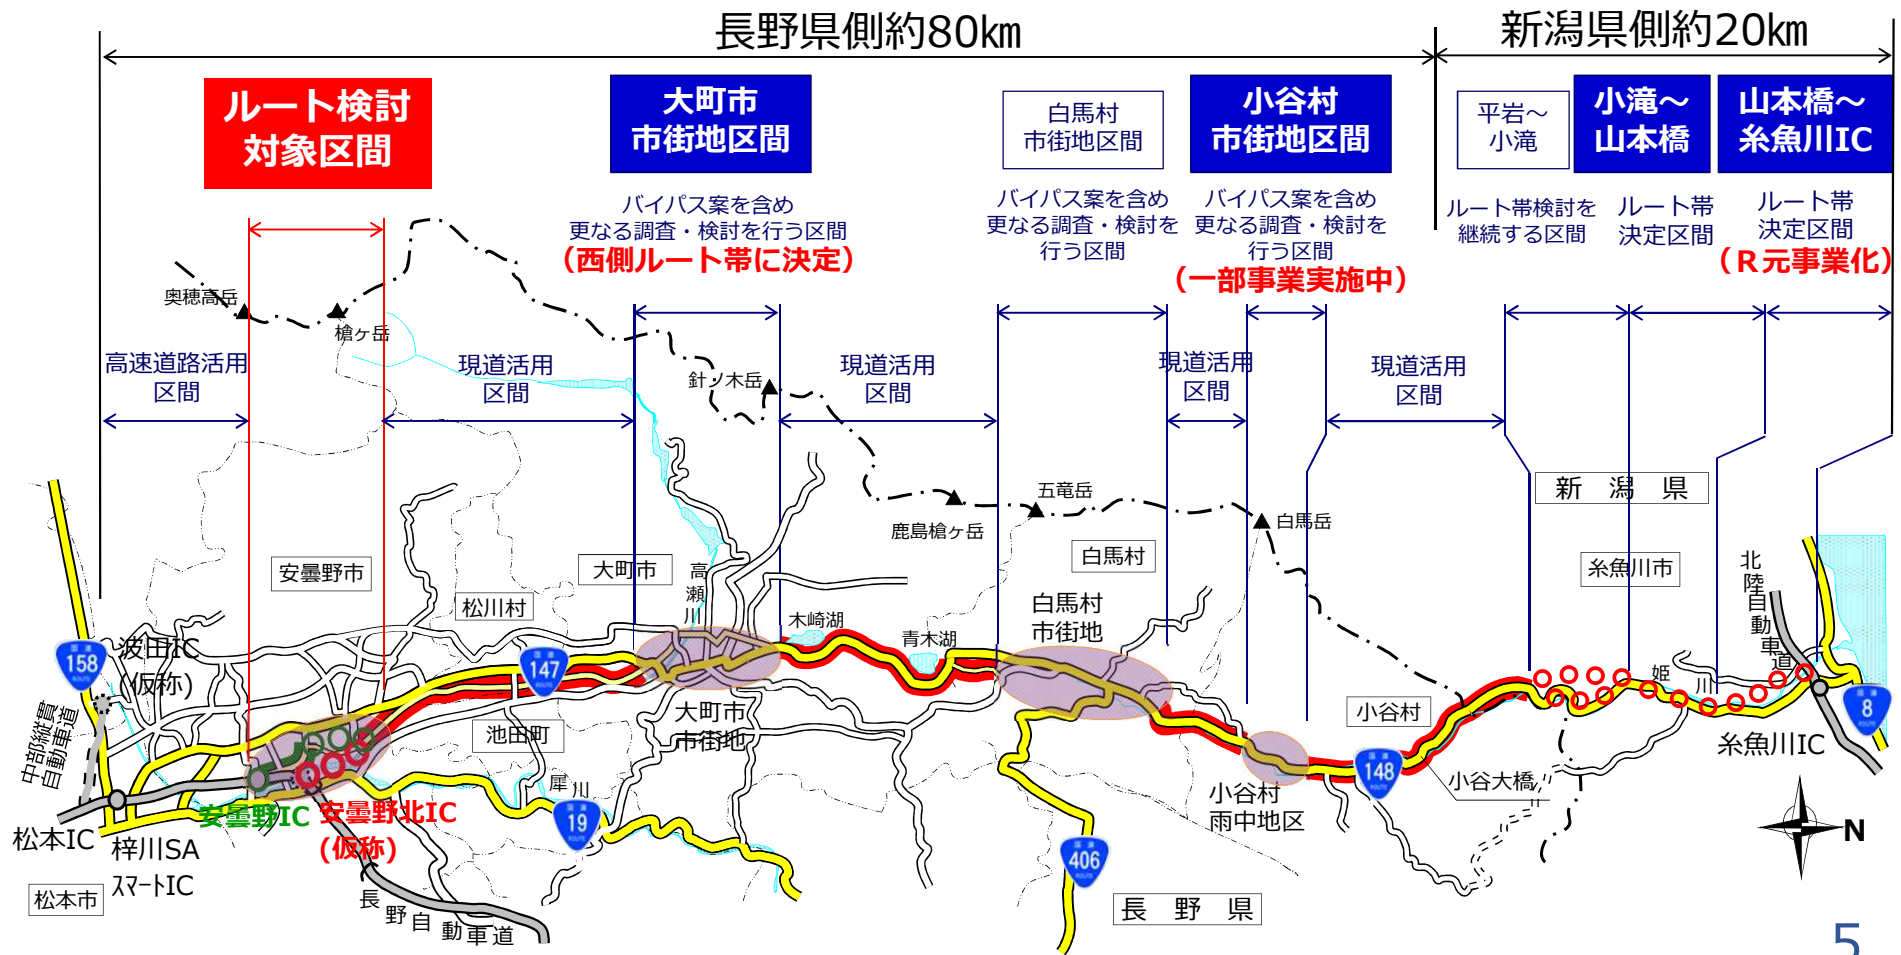 長野県側約80㎞
新潟県側約20㎞
ルート検討
対象区間
大町市
市街地区間
白馬村
市街地区間
小谷村
市街地区間
平岩～
小滝
小滝～
山本橋
山本橋～
糸魚川IC
バイパス案を含め
更なる調査・検討を行う区間
（西側ルート帯に決定）
バイパス案を含め
更なる調査・検討を
行う区間
バイパス案を含め
更なる調査・検討を
行う区間
（一部事業実施中）
ルート帯検討を
継続する区間
ルート帯
決定区間
ルート帯
決定区間
（Ｒ元事業化）
奥穂高岳
槍ヶ岳
高速道路活用
区間
現道活用
区間
針ノ木岳
現道活用
区間
現道活用
区間
現道活用
区間
鹿島槍ヶ岳
五竜岳
白馬岳
新　潟　県
安曇野市
松川村
大町市
高瀬川
白馬村
糸魚川市
北陸自動車道
木崎湖
青木湖
白馬村
市街地
国道
158
ROUTE
波田IC
(仮称)
国道
147
ROUTE
姫川
中部縦貫
自動車道
池田町
大町市
市街地
小谷村
国道
8
ROUTE
糸魚川IC
犀川
国道
148
ROUTE
小谷大橋
小谷村
雨中地区
安曇野IC
安曇野北IC
(仮称)
国道
19
ROUTE
松本IC
梓川SA
ｽﾏｰﾄIC
国道
406
ROUTE
N
松本市
長野自動車道
長　野　県
5